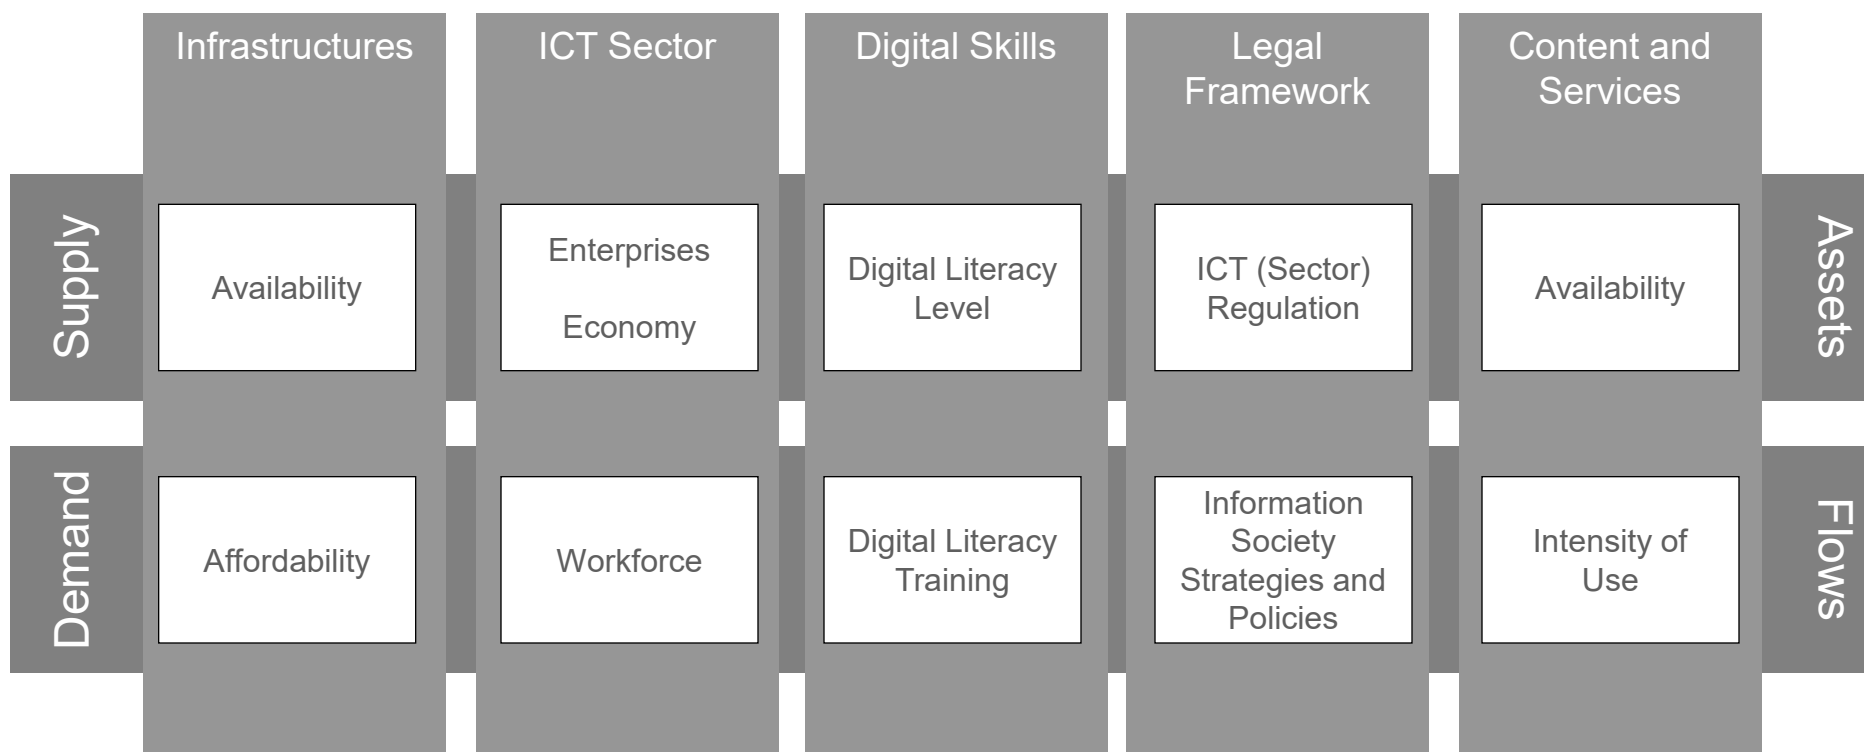 Infrastructures
ICT Sector
Digital Skills
Legal
Framework
Content and
Services
Supply
Availability
Enterprises
Economy
Digital Literacy
Level
ICT (Sector)
Regulation
Availability
Assets
Demand
Affordability
Workforce
Digital Literacy
Training
Information
Society
Strategies and
Policies
Intensity of
Use
Flows